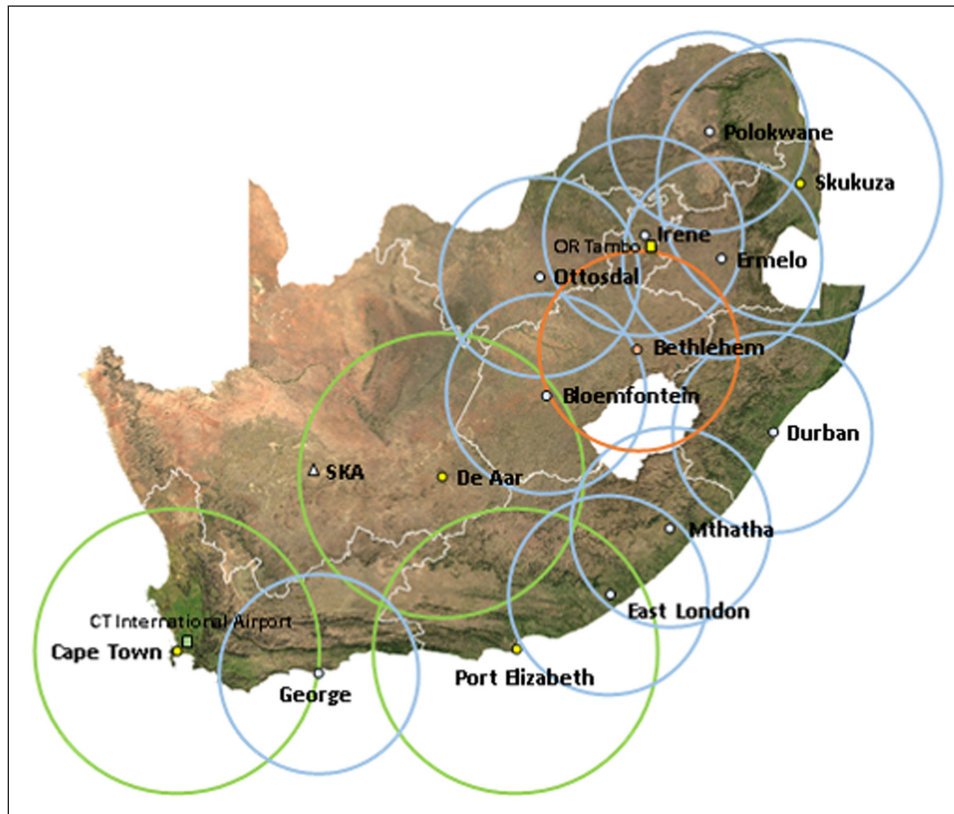 Polokwane
Skukuza
Irene
OR Tambo
Ermelo
Ottosdal
Bethlehem
Bloemfontein
Durban
SKA
De Aar
Mthatha
East London
CT International Airport
Cape Town
Port Elizabeth
George